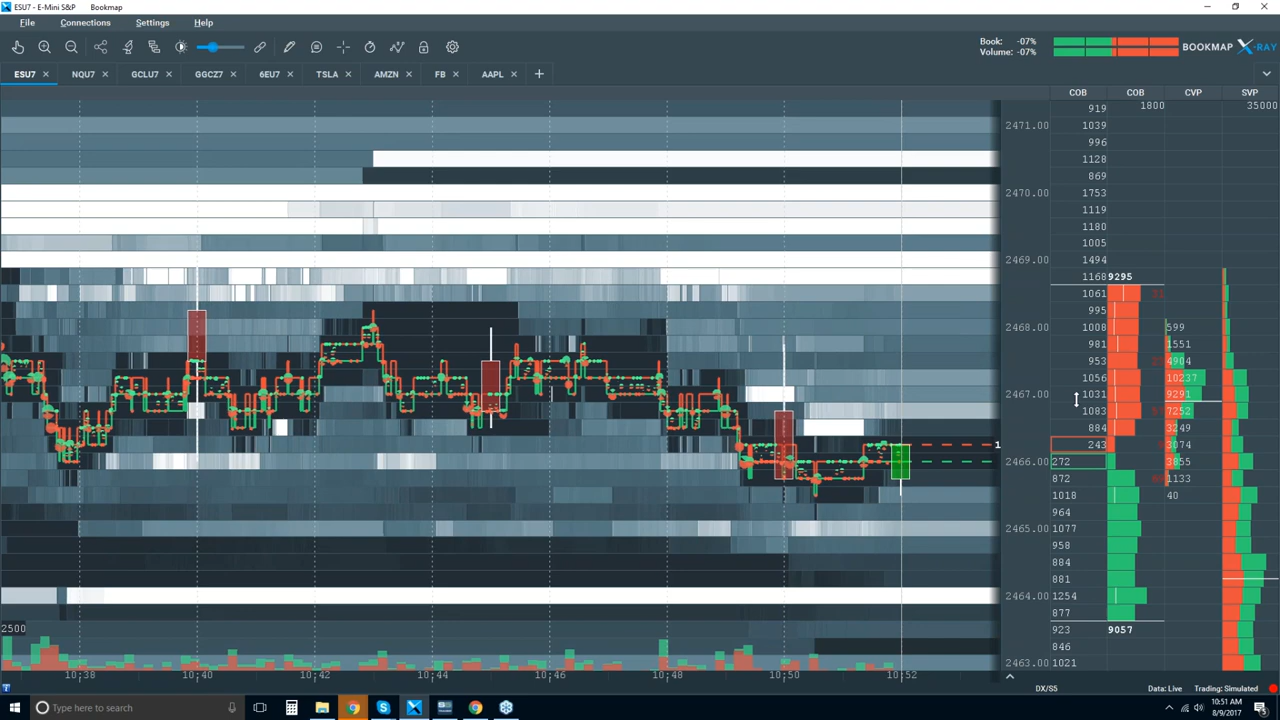 ESU7 - E-Mini S&P Bookmap
File Connections Settings Help
Book: -07%
Volume: -07%
BOOKMAP X-RAY
ESU7 NQU7 GCLU7 GGCZ7 6EU7 TSLA AMZN FB AAPL
COB COB CVP SVP
919 1800 35000
2471.00 1039
996
1128
869
2470.00 1753
1119
1180
1005
2469.00 1494
1168 9295
1061
995
2468.00 1008 599
981 1551
953 4904
1056 10237
2467.00 1031 9291
1083 7252
884 3249
1 243 3074
2466.00 272 3855
872 1133
1018 40
964
2465.00 1077
958
884
881
2464.00 1254
877
2500 923 9057
846
2463.00 1021
10:38 10:40 10:42 10:44 10:46 10:48 10:50 10:52
DX/S5 Data: Live Trading: Simulated
Type here to search
10:51 AM
8/9/2017